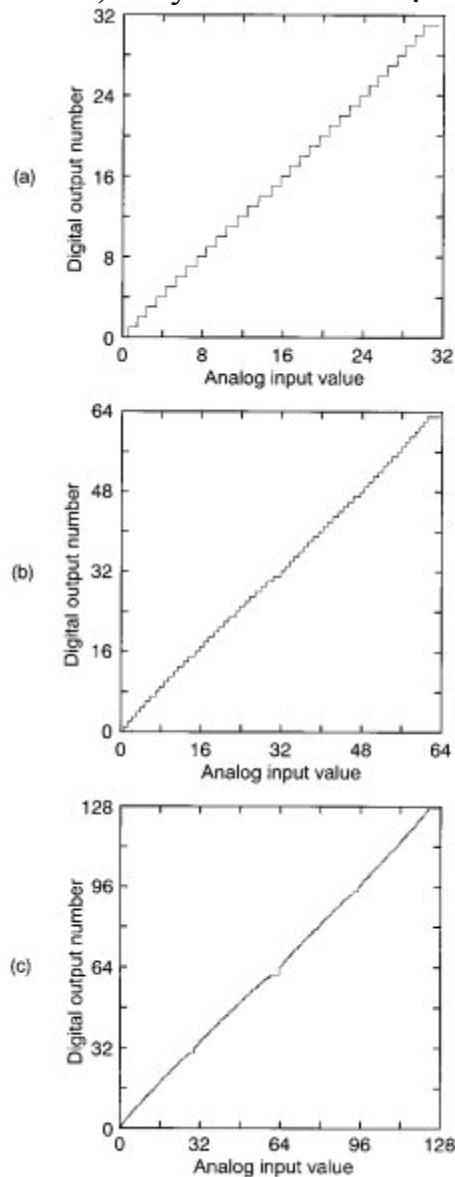 (a)
Digital output number
32
24
16
8
0
0 8 16 24 32
Analog input value
(b)
Digital output number
64
48
32
16
0
0 16 32 48 64
Analog input value
(c)
Digital output number
128
96
64
32
0
0 32 64 96 128
Analog input value